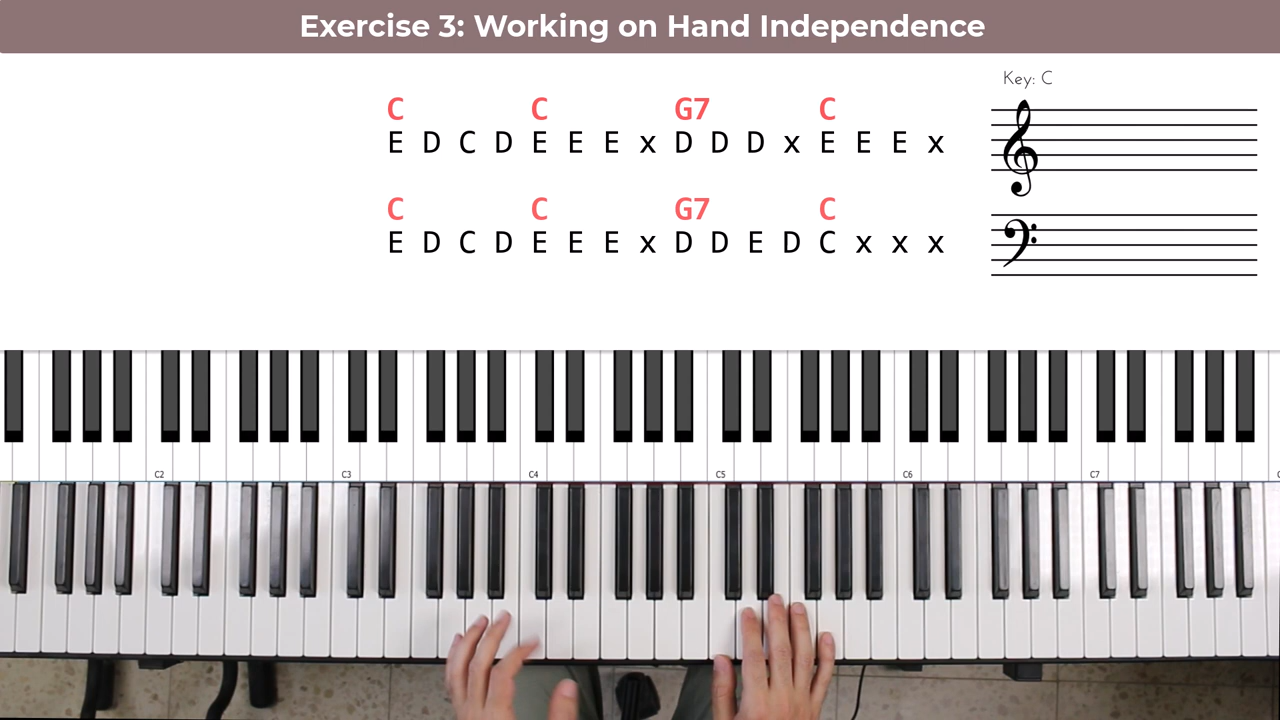 Exercise 3: Working on Hand Independence
Key: C
C C G7 C
E D C D E E E x D D D x E E E x
C C G7 C
E D C D E E E x D D E D C x x x
C2 C3 C4 C5 C6 C7